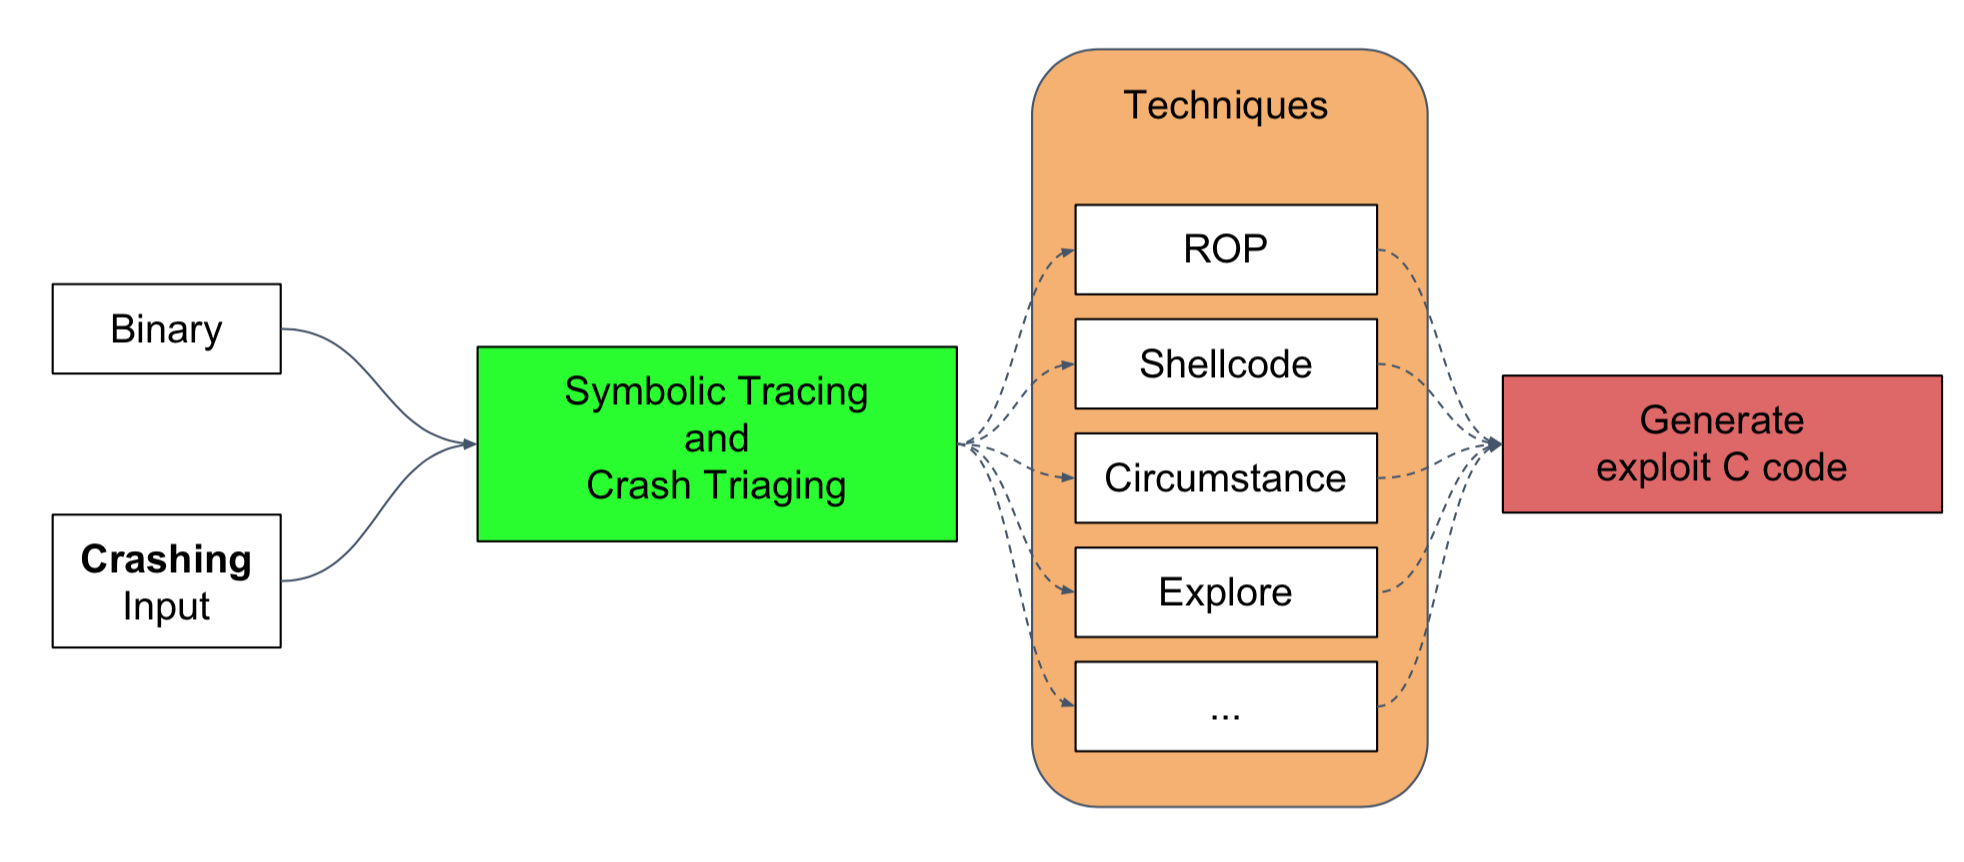 Binary
Crashing
Input
Symbolic Tracing
and
Crash Triaging
Techniques
ROP
Shellcode
Circumstance
Explore
...
Generate
exploit C code